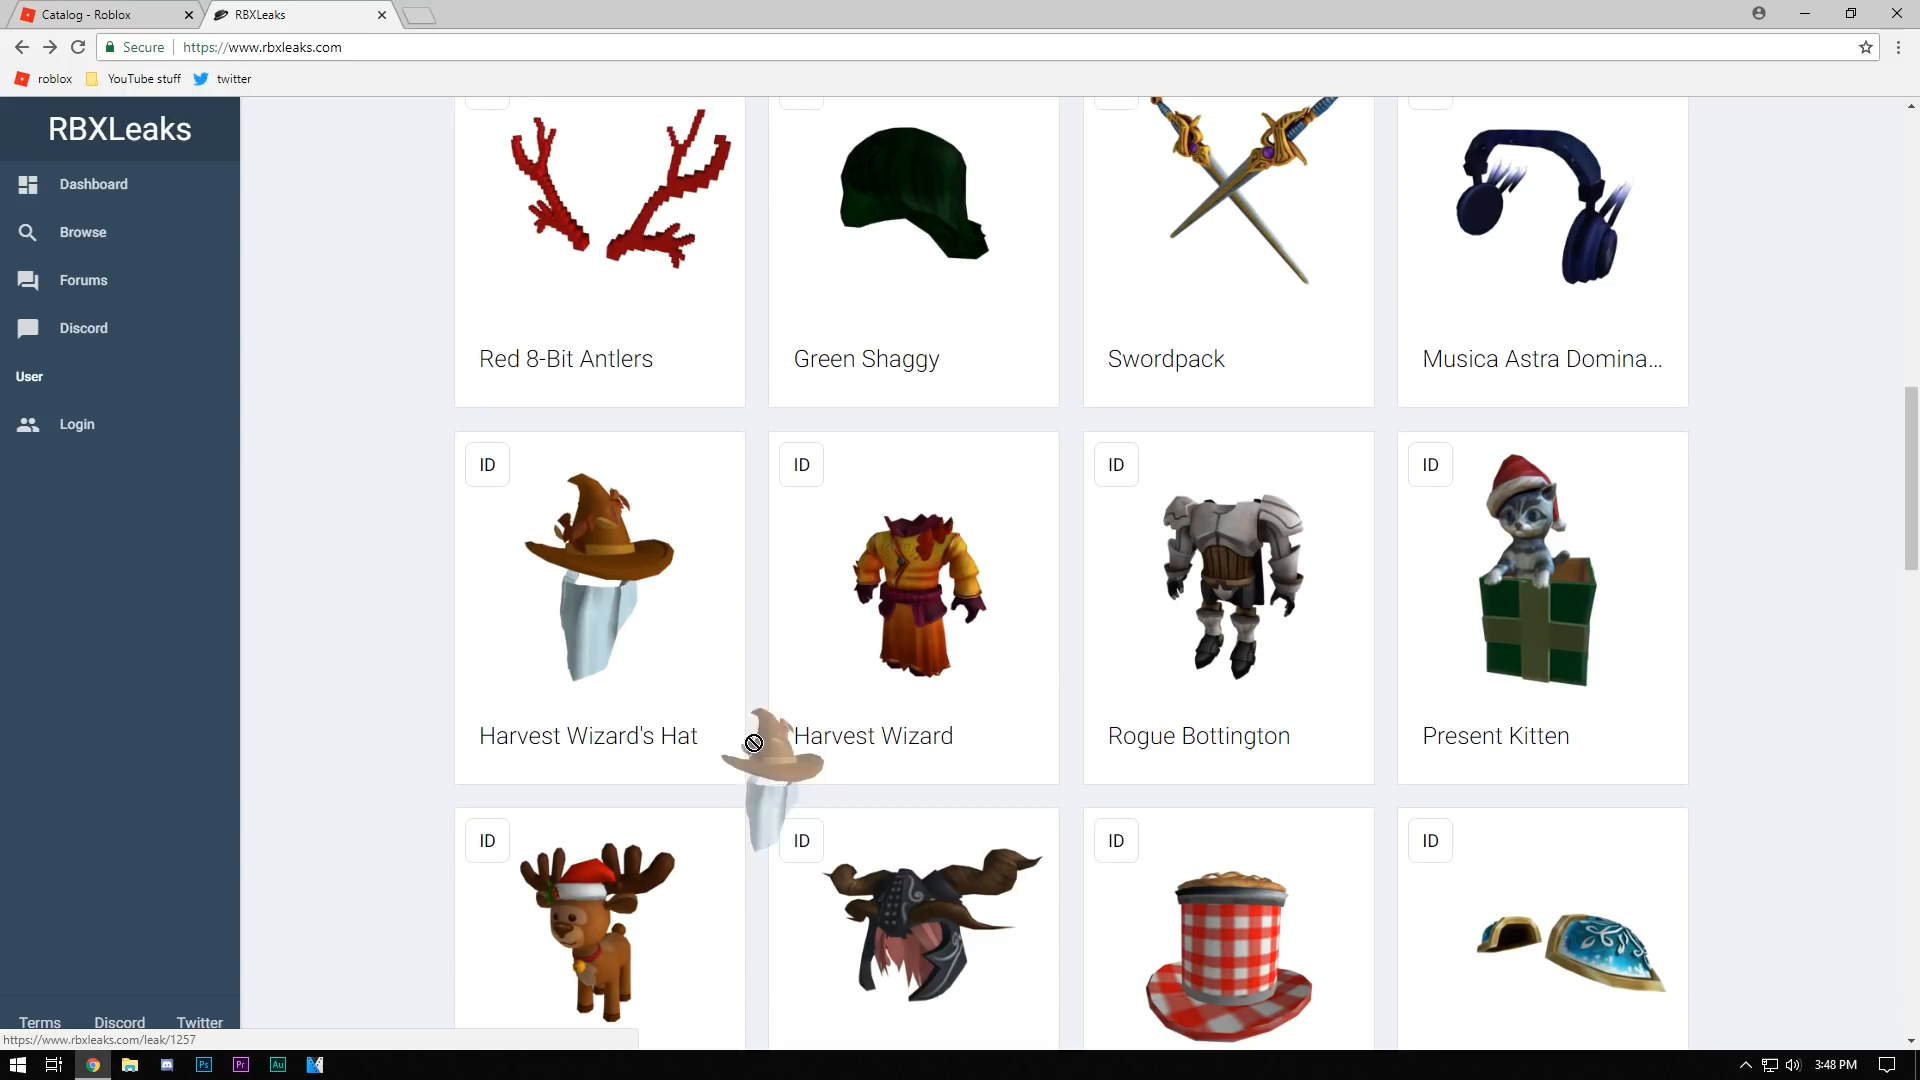 Catalog - Roblox
RBXLeaks
Secure
https://www.rbxleaks.com
roblox
YouTube stuff
twitter
RBXLeaks
Dashboard
Browse
Forums
Discord
User
Login
Red 8-Bit Antlers
Green Shaggy
Swordpack
Musica Astra Domina...
ID
ID
ID
ID
Harvest Wizard's Hat
Harvest Wizard
Rogue Bottington
Present Kitten
ID
ID
ID
ID
Terms
Discord
Twitter
https://www.rbxleaks.com/leak/1257
Ps
Pr
Au
3:48 PM